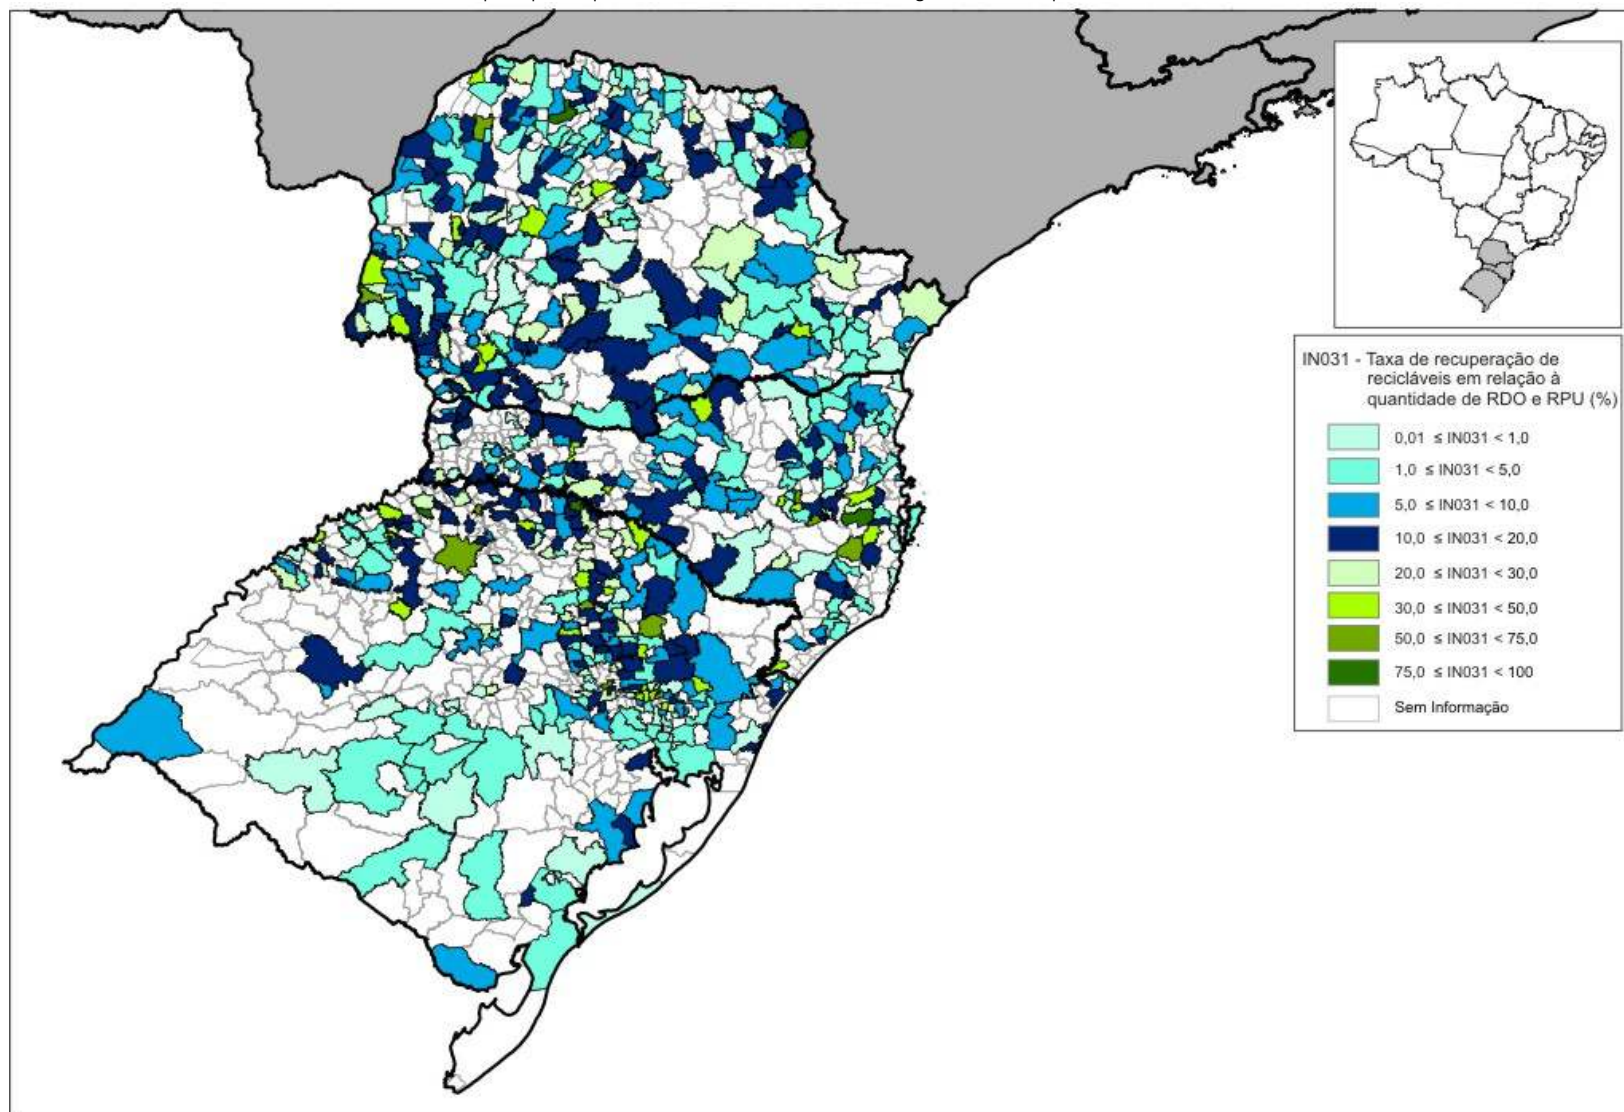 IN031 - Taxa de recuperação de
recicláveis em relação à
quantidade de RDO e RPU (%)
0,01 ≤ IN031 < 1,0
1,0 ≤ IN031 < 5,0
5,0 ≤ IN031 < 10,0
10,0 ≤ IN031 < 20,0
20,0 ≤ IN031 < 30,0
30,0 ≤ IN031 < 50,0
50,0 ≤ IN031 < 75,0
75,0 ≤ IN031 < 100
Sem Informação